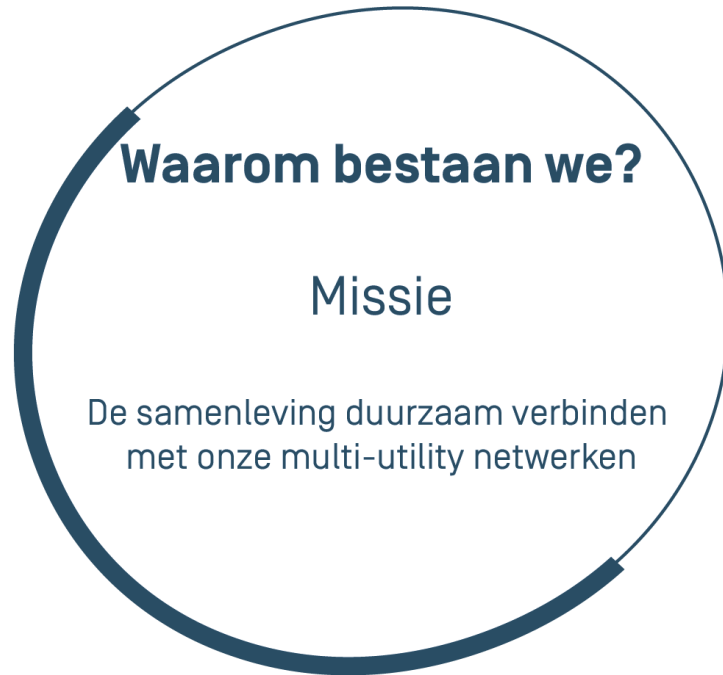 Waarom bestaan we?
Missie
De samenleving duurzaam verbinden
met onze multi-utility netwerken